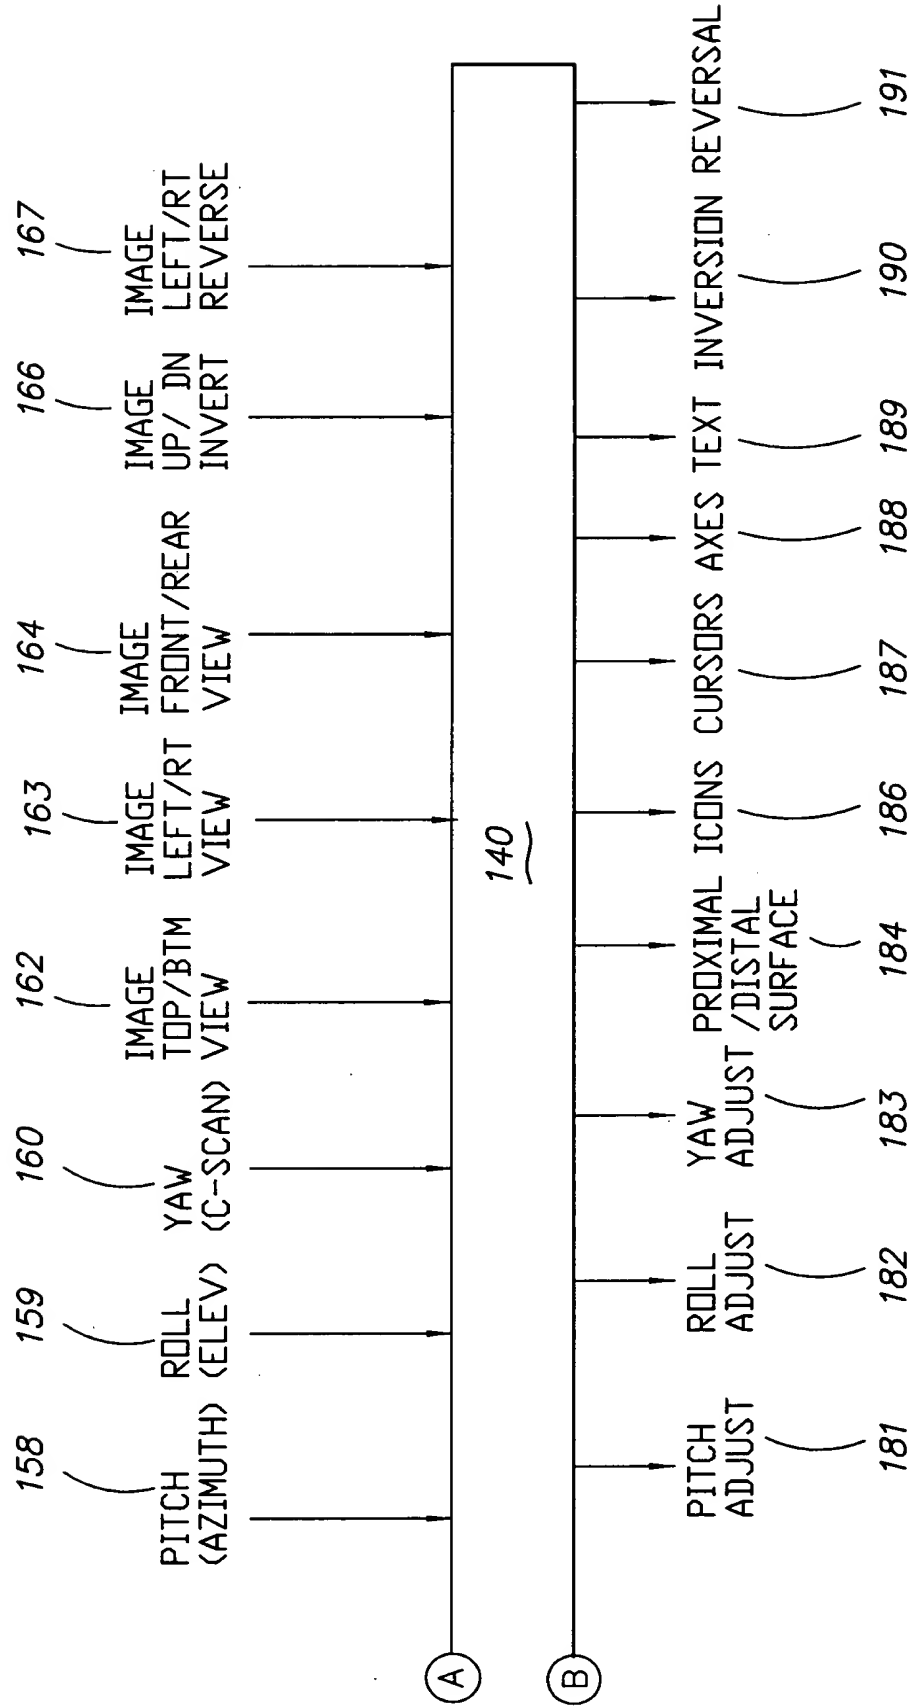 158
159
160
162
163
164
166
167
PITCH
(AZIMUTH)
ROLL
(ELEV)
YAW
(C-SCAN)
IMAGE
TOP/BTM
VIEW
IMAGE
LEFT/RT
VIEW
IMAGE
FRONT/REAR
VIEW
IMAGE
UP/ DN
INVERT
IMAGE
LEFT/RT
REVERSE
A
140
B
PITCH
ADJUST
ROLL
ADJUST
YAW
ADJUST
PROXIMAL
/DISTAL
SURFACE
ICONS
CURSORS
AXES
TEXT
INVERSION
REVERSAL
181
182
183
184
186
187
188
189
190
191